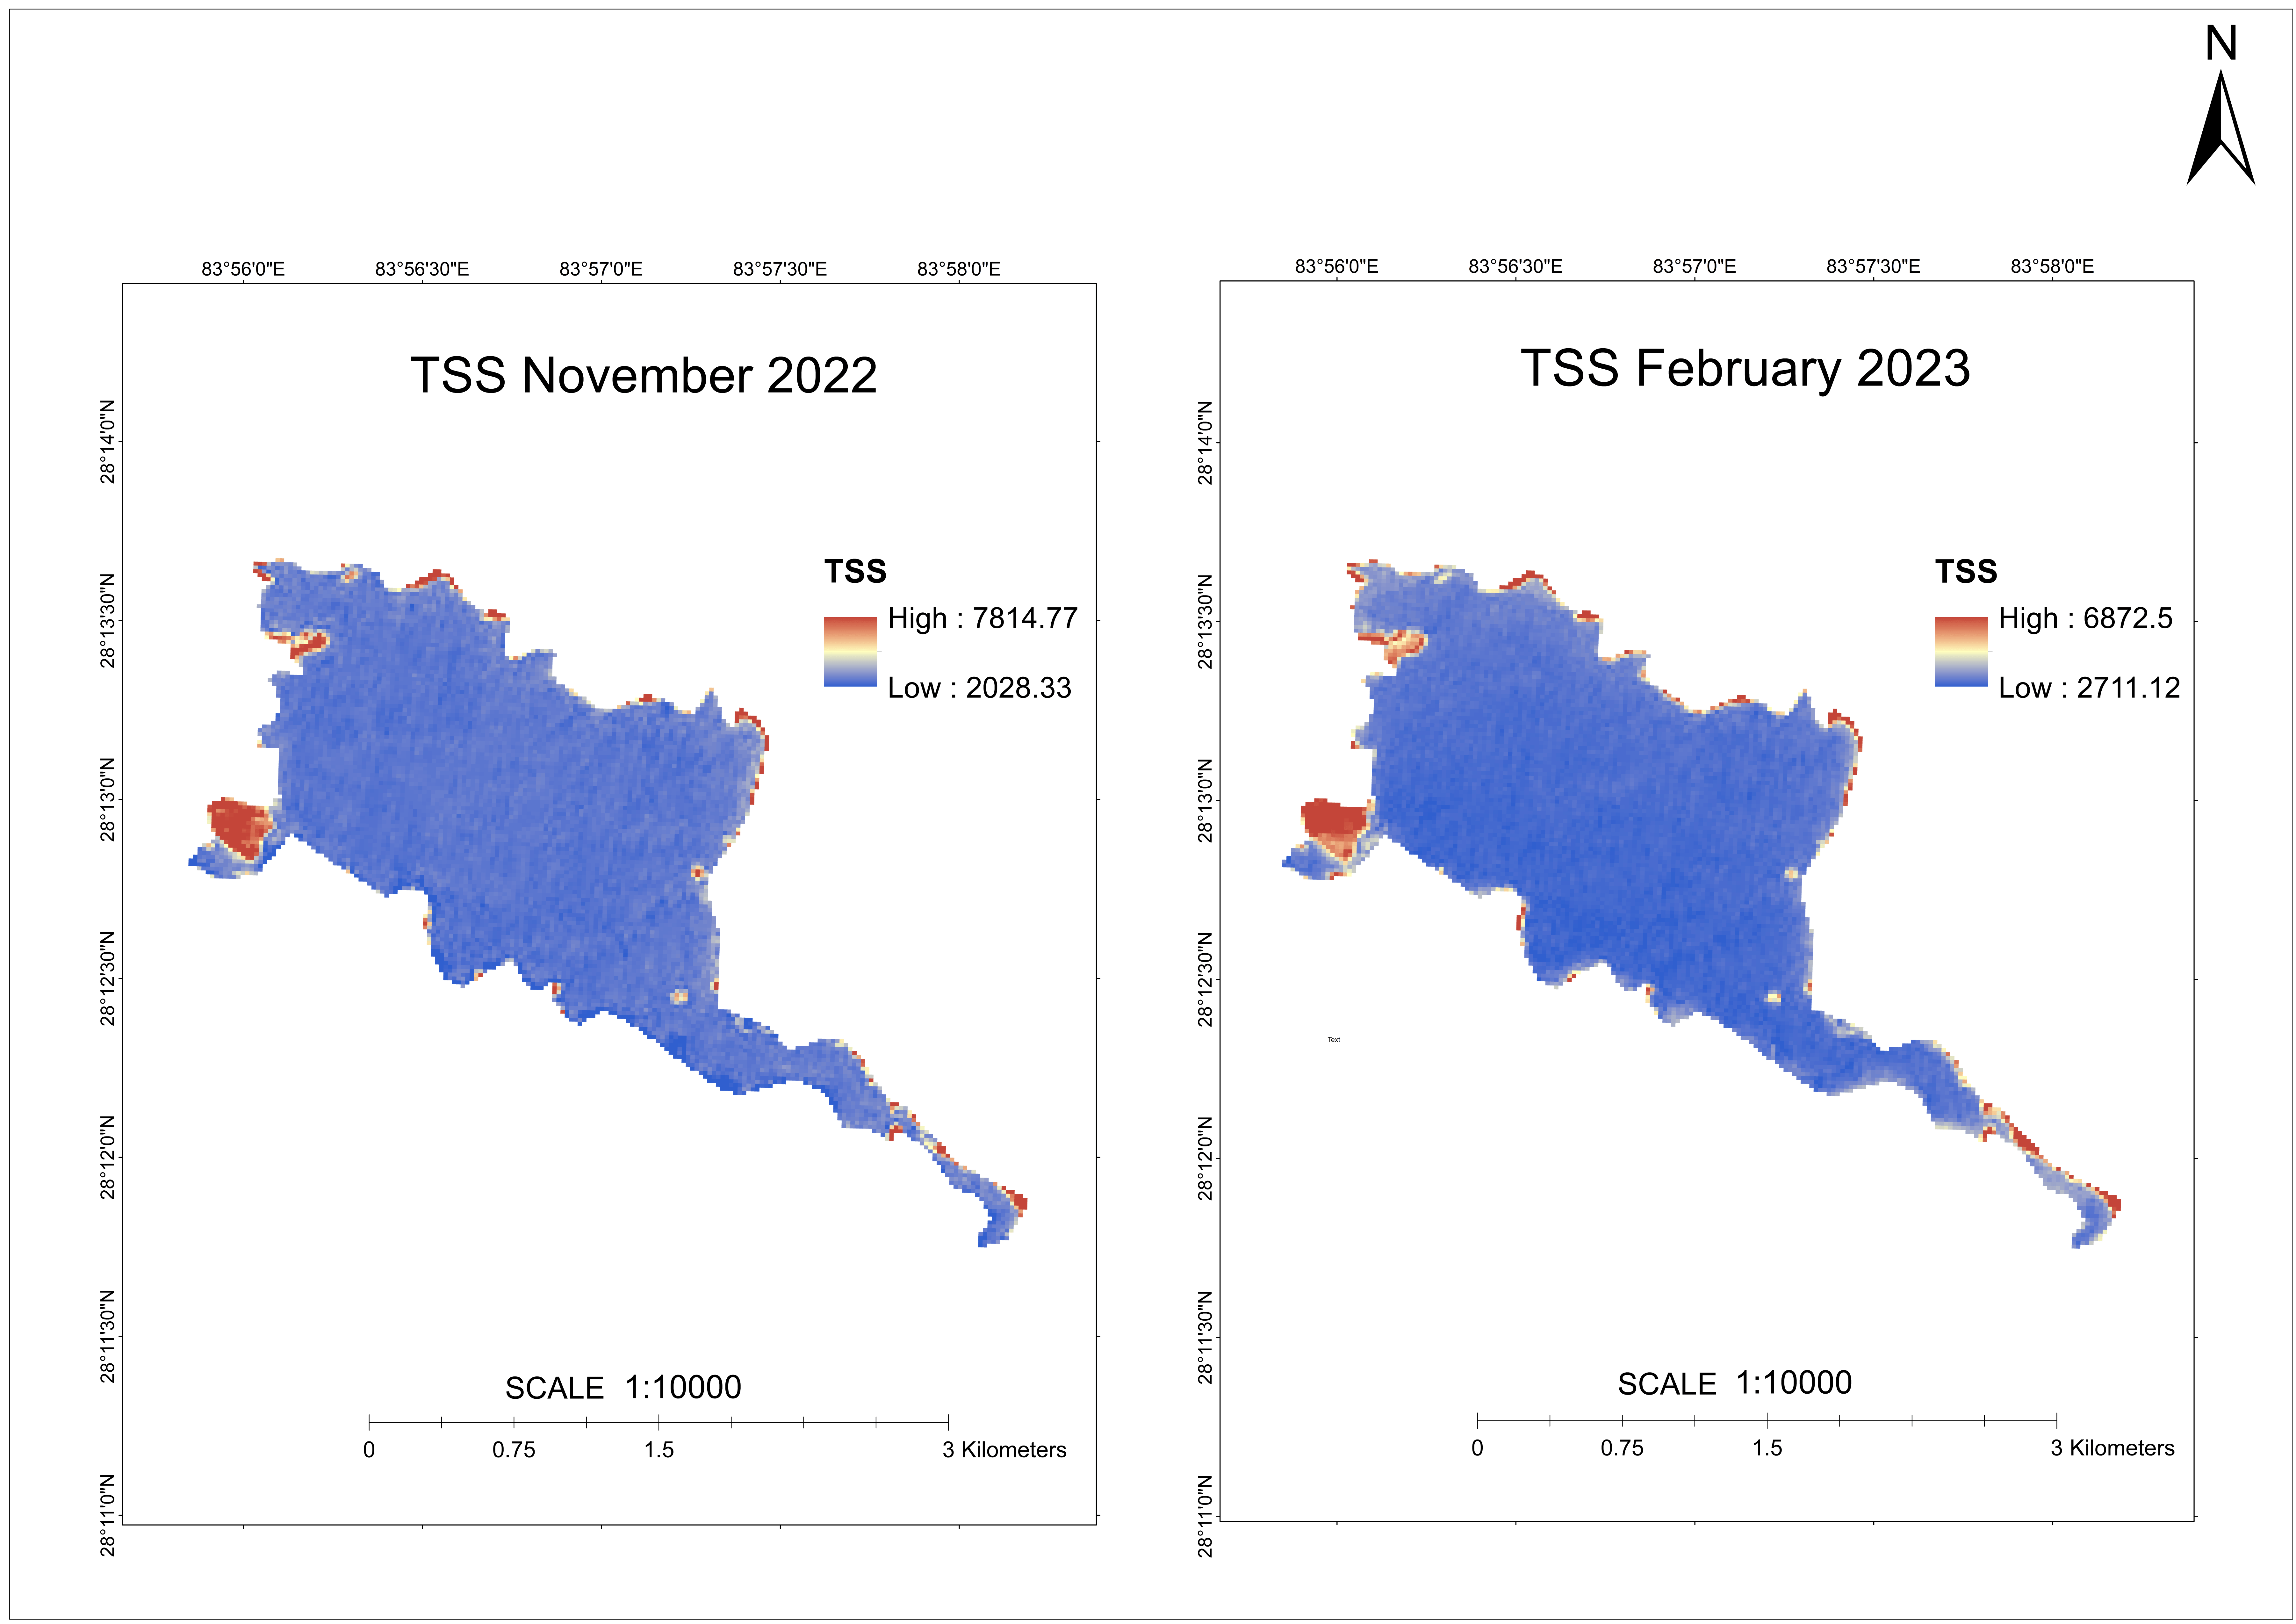 N
83°56'0"E 83°56'30"E 83°57'0"E 83°57'30"E 83°58'0"E
TSS November 2022
28°14'0"N
28°13'30"N
28°13'0"N
28°12'30"N
28°12'0"N
28°11'30"N
28°11'0"N
TSS
High : 7814.77
Low : 2028.33
SCALE 1:10000
0 0.75 1.5 3 Kilometers
83°56'0"E 83°56'30"E 83°57'0"E 83°57'30"E 83°58'0"E
TSS February 2023
28°14'0"N
28°13'30"N
28°13'0"N
28°12'30"N
28°12'0"N
28°11'30"N
28°11'0"N
TSS
High : 6872.5
Low : 2711.12
Text
SCALE 1:10000
0 0.75 1.5 3 Kilometers